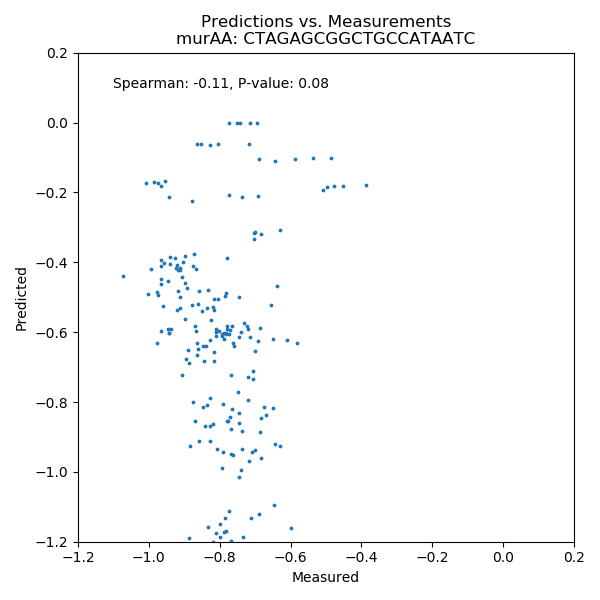 Predictions vs. Measurements
murAA: CTAGAGCGGCTGCCATAATC
Spearman: -0.11, P-value: 0.08
0.2
0.0
−0.2
−0.4
−0.6
−0.8
−1.0
−1.2
Predicted
−1.2 −1.0 −0.8 −0.6 −0.4 −0.2 0.0 0.2
Measured